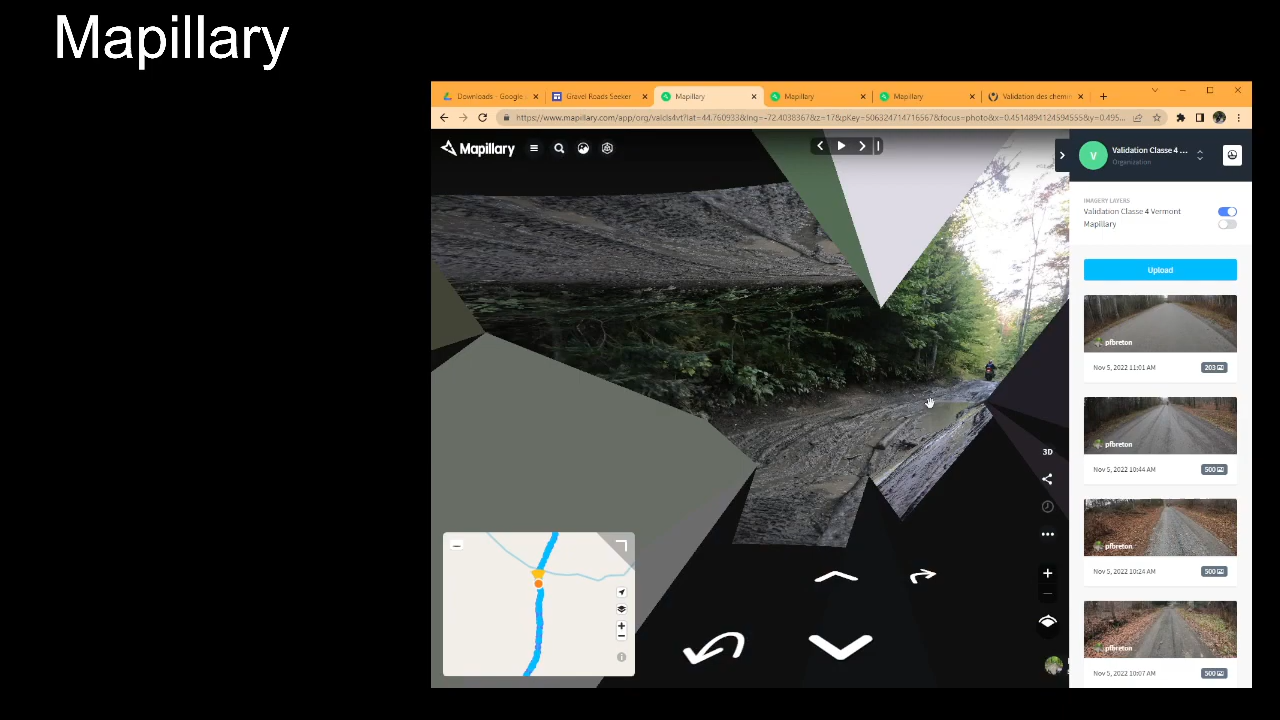 Mapillary
Downloads - Google
Gravel Roads Seeker
Mapillary
Mapillary
Mapillary
Validation des chemi
Mapillary
Validation Classe 4 ...
Organization
IMAGERY LAYERS
Validation Classe 4 Vermont
Mapillary
Upload
pfbreton
Nov 5, 2022 11:01 AM
203
pfbreton
Nov 5, 2022 10:44 AM
500
3D
pfbreton
Nov 5, 2022 10:24 AM
500
pfbreton
Nov 5, 2022 10:07 AM
500